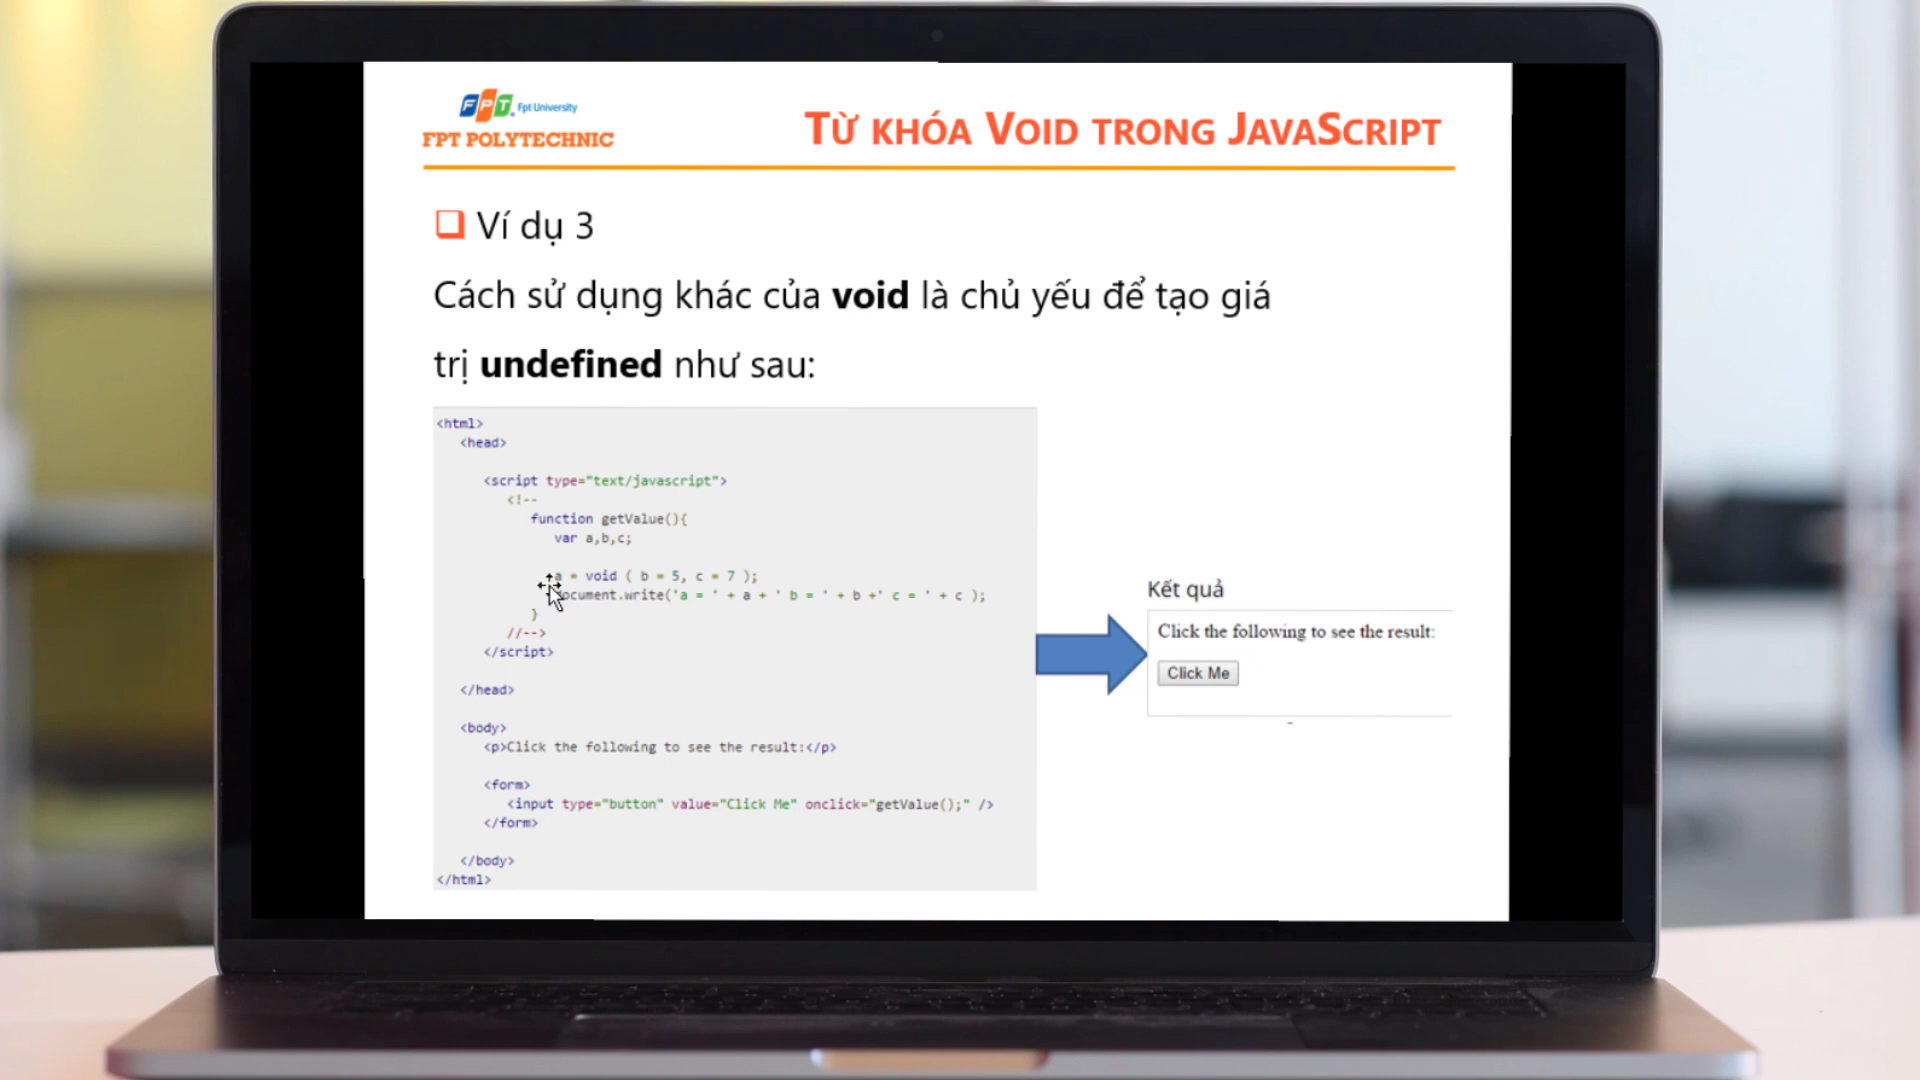 FPT Fpt University
FPT POLYTECHNIC
TỪ KHÓA VOID TRONG JAVASCRIPT
Ví dụ 3
Cách sử dụng khác của void là chủ yếu để tạo giá
trị undefined như sau:
<html>
<head>
<script type="text/javascript">
<!--
function getValue(){
var a,b,c;
a = void ( b = 5, c = 7 );
document.write('a = ' + a + ' b = ' + b +' c = ' + c );
}
//-->
</script>
</head>
<body>
<p>Click the following to see the result:</p>
<form>
<input type="button" value="Click Me" onclick="getValue();" />
</form>
</body>
</html>
Kết quả
Click the following to see the result:
Click Me